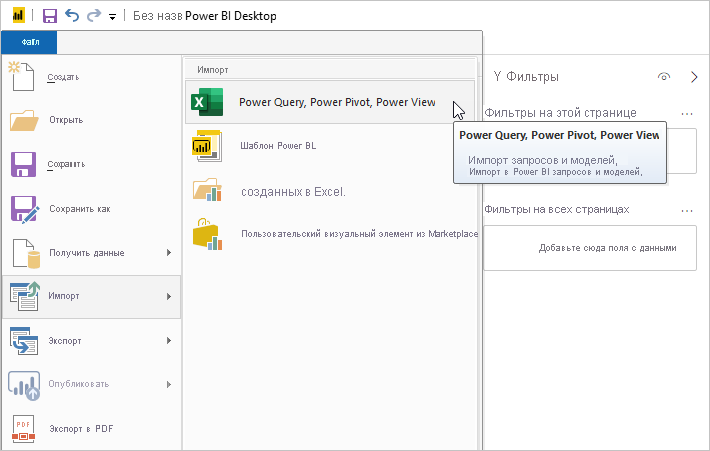 Без назв Power BI Desktop
Файл
Создать
Открыть
Сохранить
Сохранить как
Получить данные
Импорт
Экспорт
Опубликовать
Экспорт в PDF
PDF
Импорт
Power Query, Power Pivot, Power View
Шаблон Power BL
созданных в Excel.
Пользовательский визуальный элемент из Marketplace
Power Query, Power Pivot, Power View
Импорт запросов и моделей,
Импорт в Power BI запросов и моделей,
Y Фильтры
Фильтры на этой странице
Фильтры на всех страницах
Добавьте сюда поля с данными